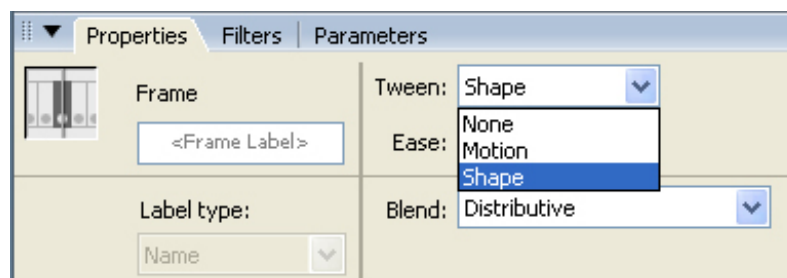 Properties Filters Parameters
Frame
<Frame Label>
Label type:
Name
Tween: Shape
None
Motion
Shape
Ease:
Blend: Distributive